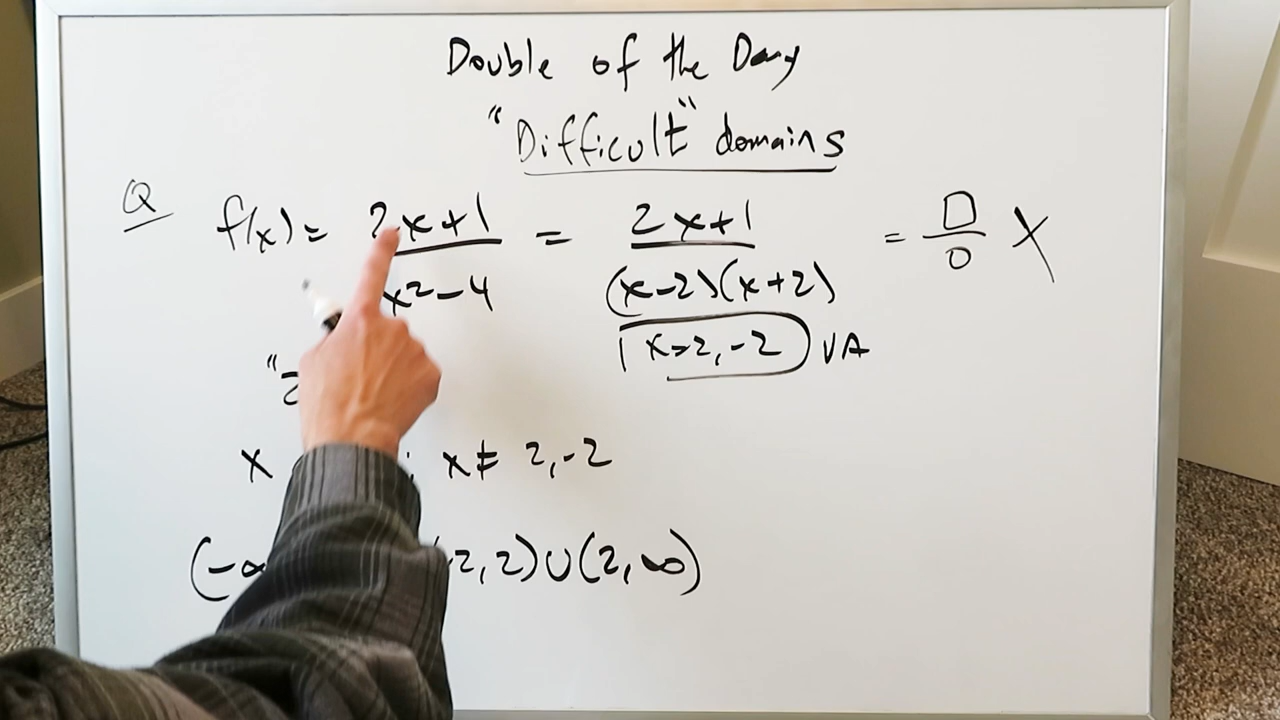 Double of the Day
"Difficult" domains
Q f(x) = 2x+1 / x²-4 = 2x+1 / (x-2)(x+2) = □ / 0 X
x=2, -2 VA
x : x ≠ 2, -2
(-∞ -2, 2) ∪ (2, ∞)